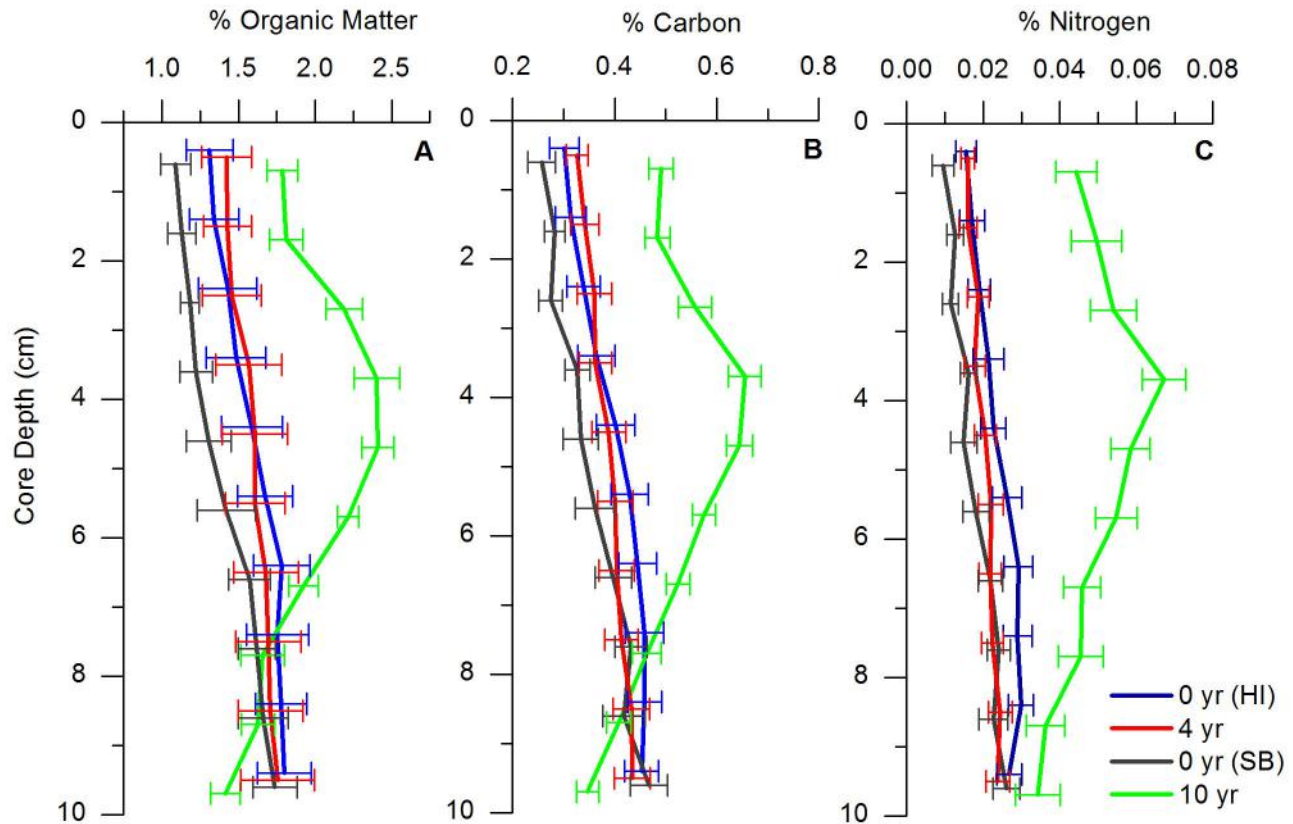 % Organic Matter
% Carbon
% Nitrogen
1.0 1.5 2.0 2.5
0.2 0.4 0.6 0.8
0.00 0.02 0.04 0.06 0.08
Core Depth (cm)
0
2
4
6
8
10
A
0
2
4
6
8
10
B
0
2
4
6
8
10
C
0 yr (HI)
4 yr
0 yr (SB)
10 yr